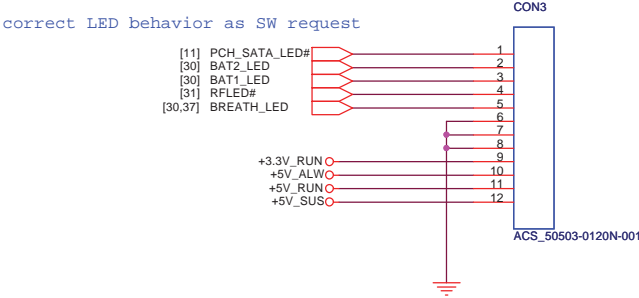 CON3
correct LED behavior as SW request
[11] PCH_SATA_LED# 1
[30] BAT2_LED 2
[30] BAT1_LED 3
[31] RFLED# 4
[30,37] BREATH_LED 5
6
7
8
+3.3V_RUN 9
+5V_ALW 10
+5V_RUN 11
+5V_SUS 12
ACS_50503-0120N-001